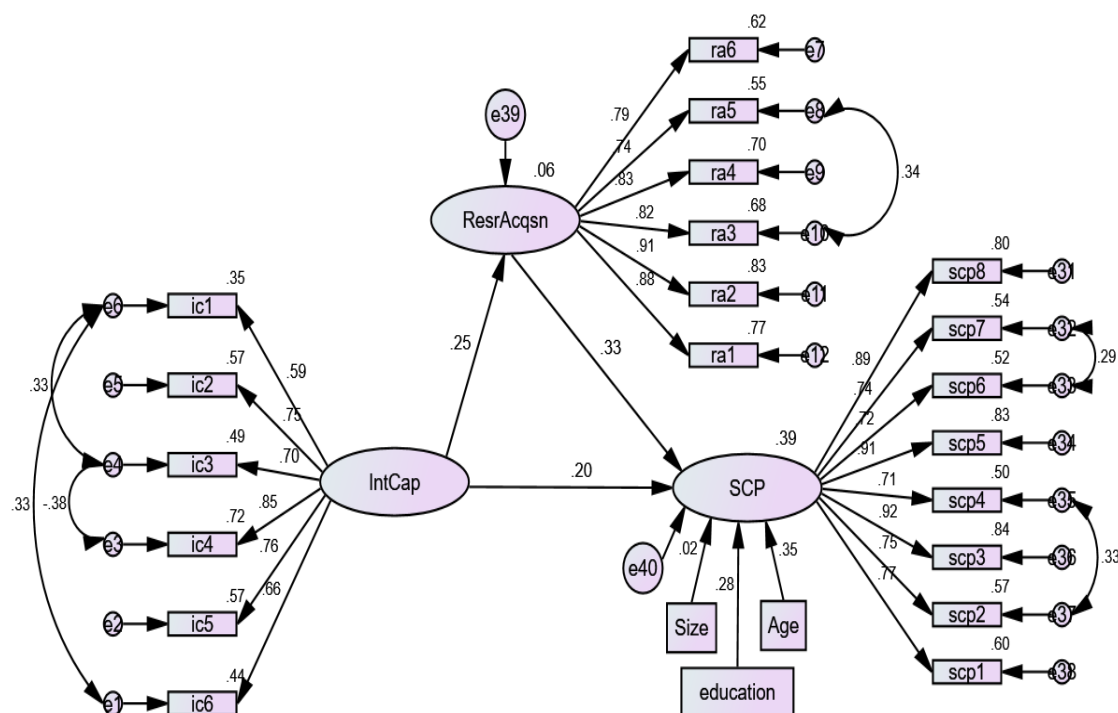 .62
ra6
e7
.79
.55
ra5
e8
.74
.70
ra4
e9
.83
.34
.68
ra3
e10
.82
.83
ra2
e11
.91
.77
ra1
e12
.88
e39
.06
ResrAcqsn
.25
.33
.35
e6
ic1
.59
.57
e5
ic2
.75
.33
.49
e4
ic3
.70
.33
-.38
.72
e3
ic4
.85
.57
e2
ic5
.76
.44
e1
ic6
.66
IntCap
.20
.39
SCP
e40
.02
.28
.35
Size
Age
education
.80
scp8
e31
.89
.54
scp7
e32
.74
.29
.52
scp6
e33
.72
.83
scp5
e34
.91
.50
scp4
e35
.71
.84
scp3
e36
.92
.33
.57
scp2
e37
.75
.60
scp1
e38
.77